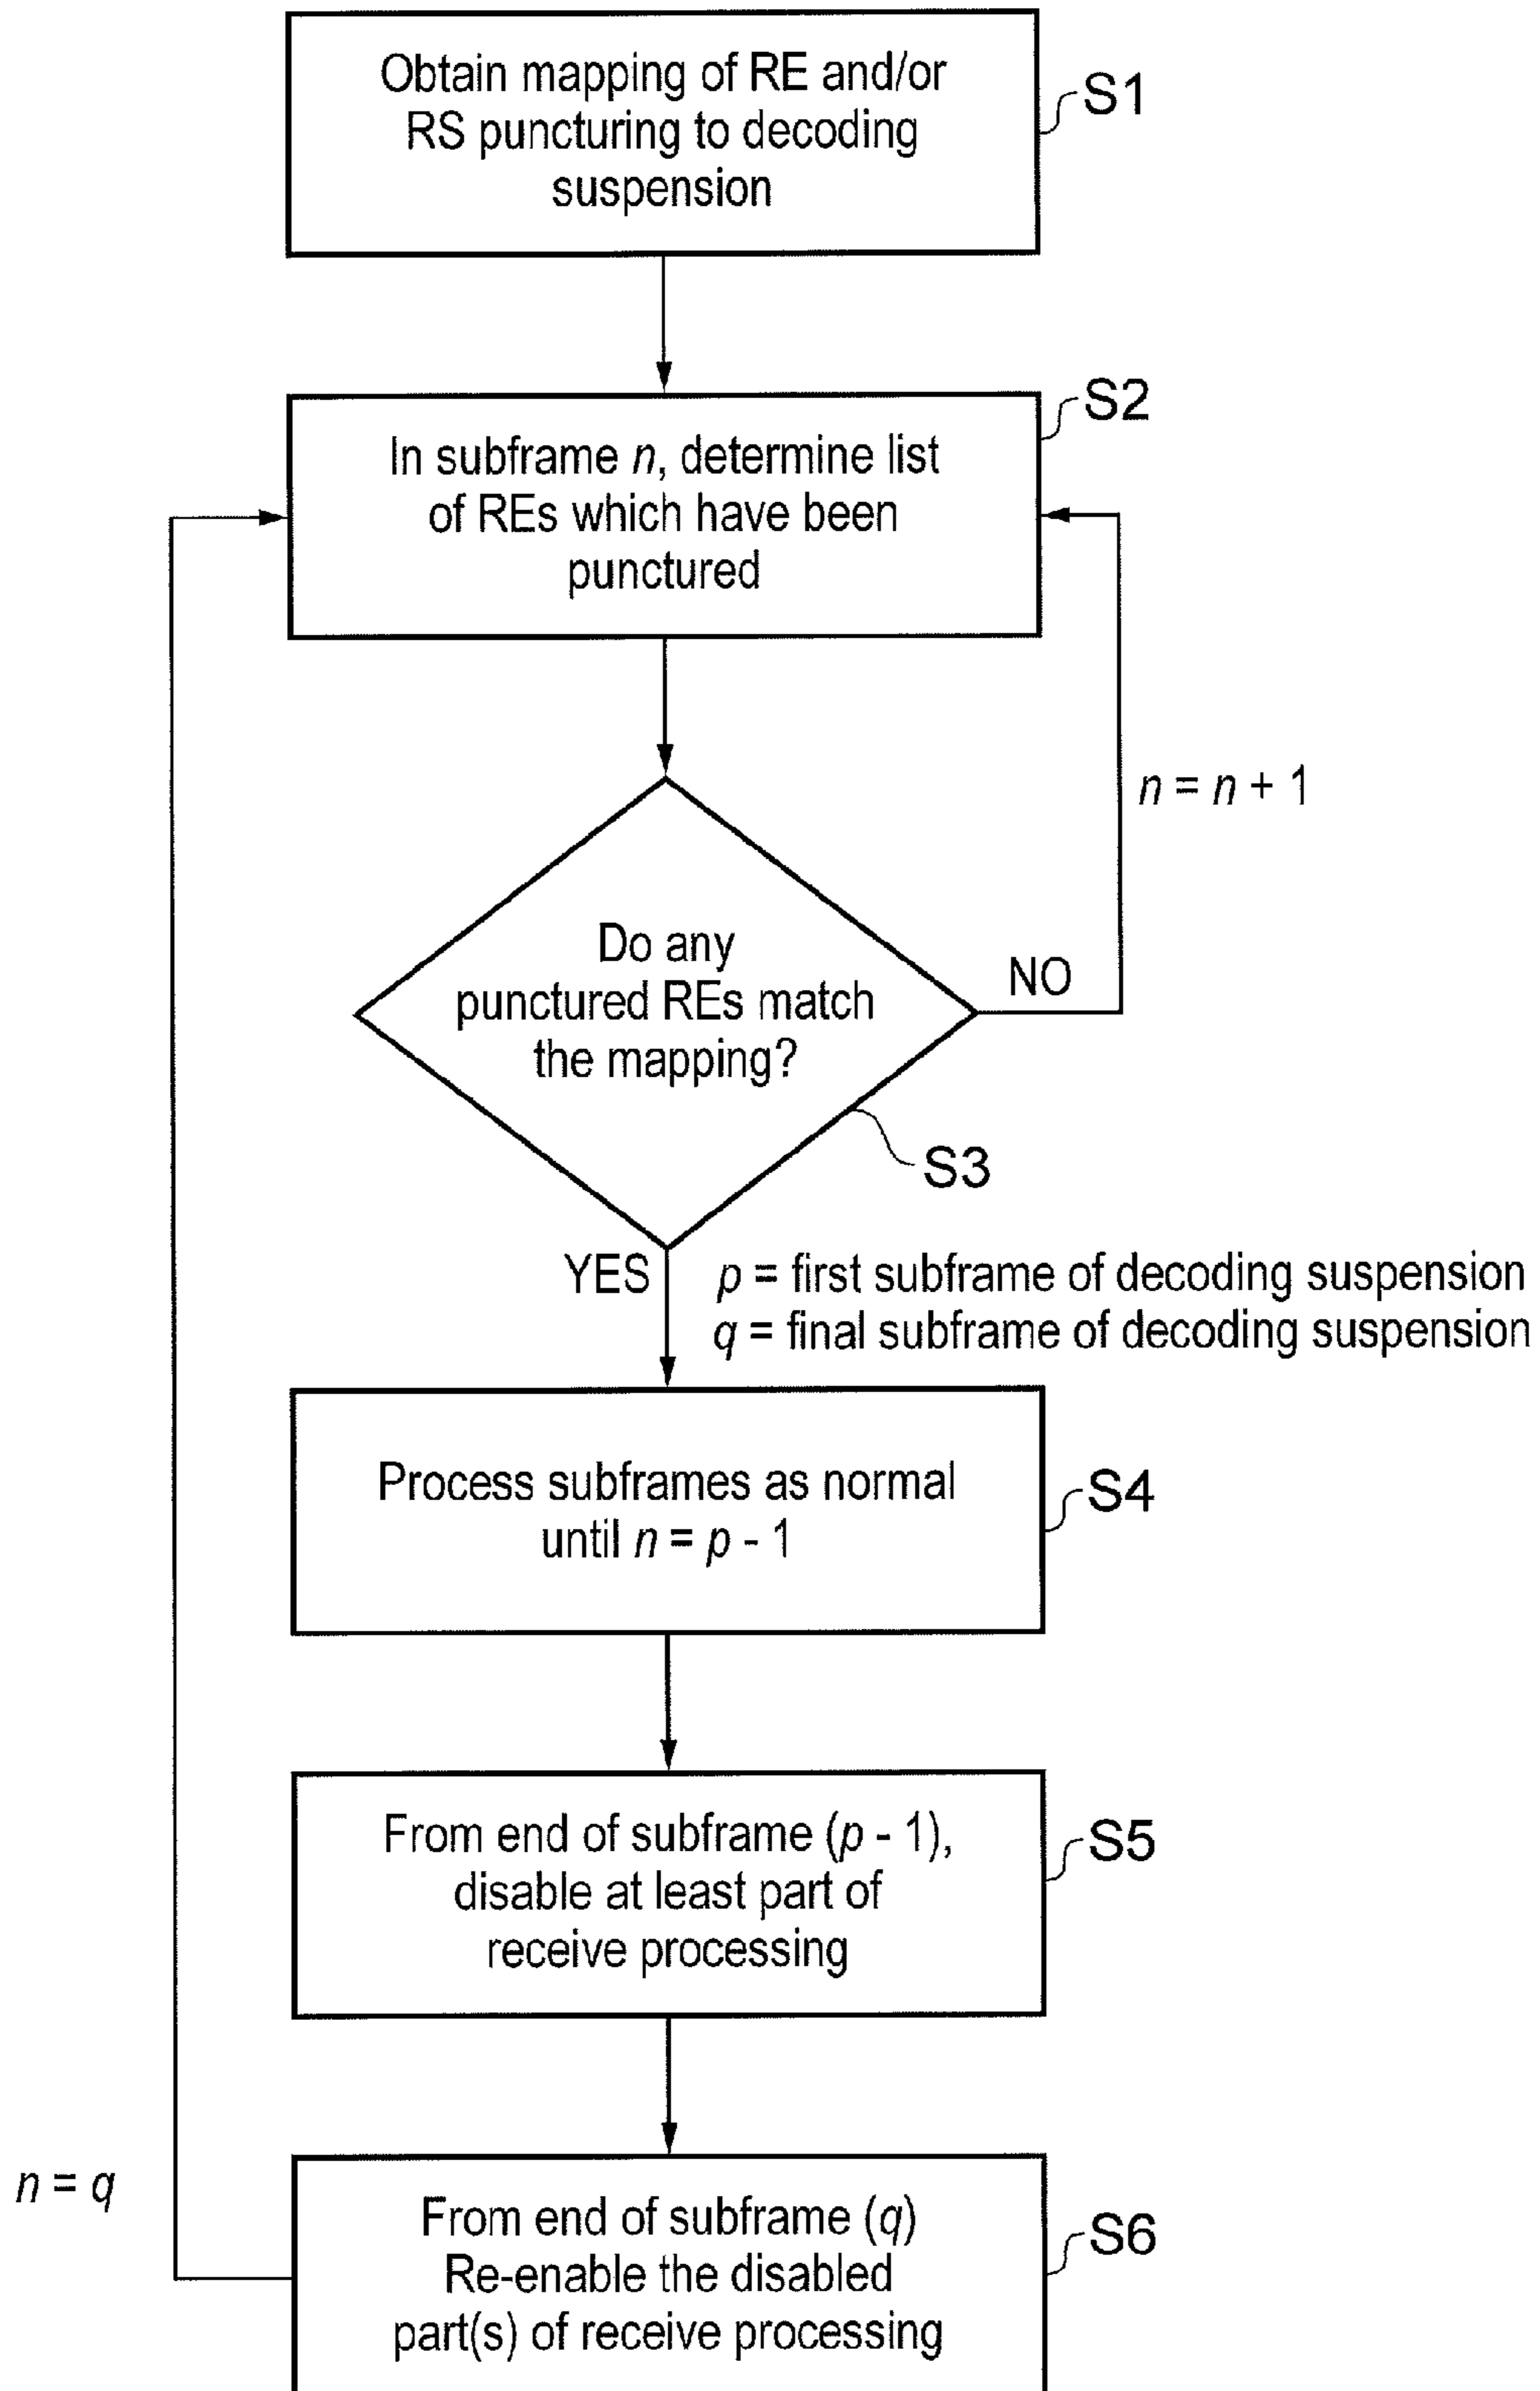 Obtain mapping of RE and/or
RS puncturing to decoding
suspension
S1
S2
In subframe n, determine list
of REs which have been
punctured
n = n + 1
Do any
punctured REs match
the mapping?
NO
S3
YES
p = first subframe of decoding suspension
q = final subframe of decoding suspension
Process subframes as normal
until n = p - 1
S4
From end of subframe (p - 1),
disable at least part of
receive processing
S5
n = q
From end of subframe (q)
Re-enable the disabled
part(s) of receive processing
S6